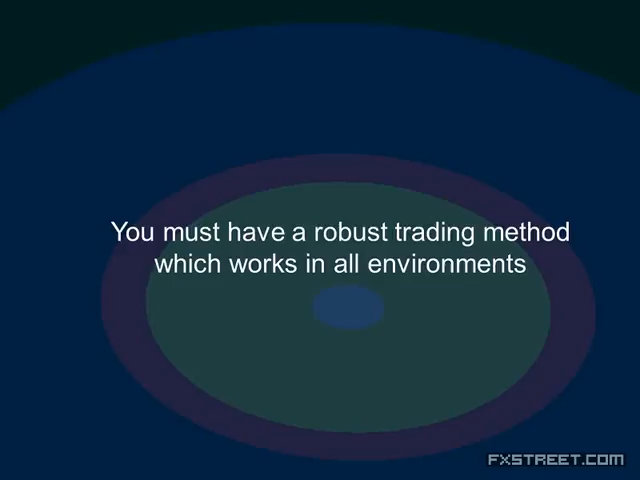 You must have a robust trading method
which works in all environments
FXSTREET.COM